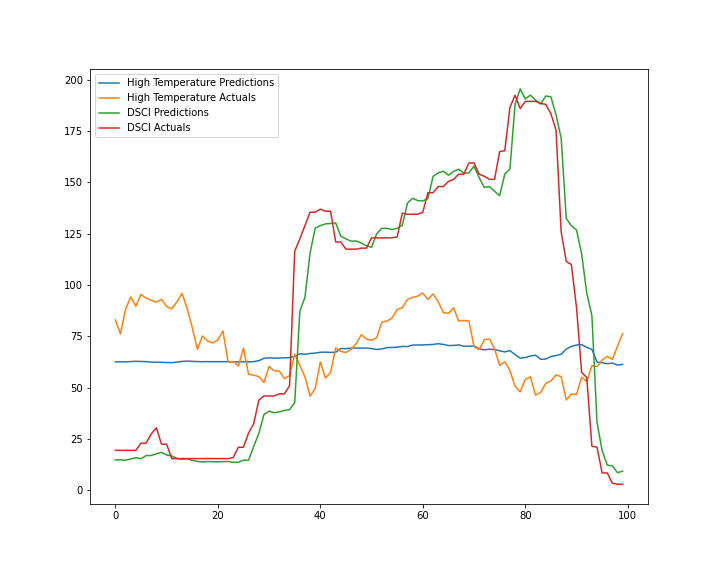 High Temperature Predictions
High Temperature Actuals
DSCI Predictions
DSCI Actuals
200
175
150
125
100
75
50
25
0
0 20 40 60 80 100